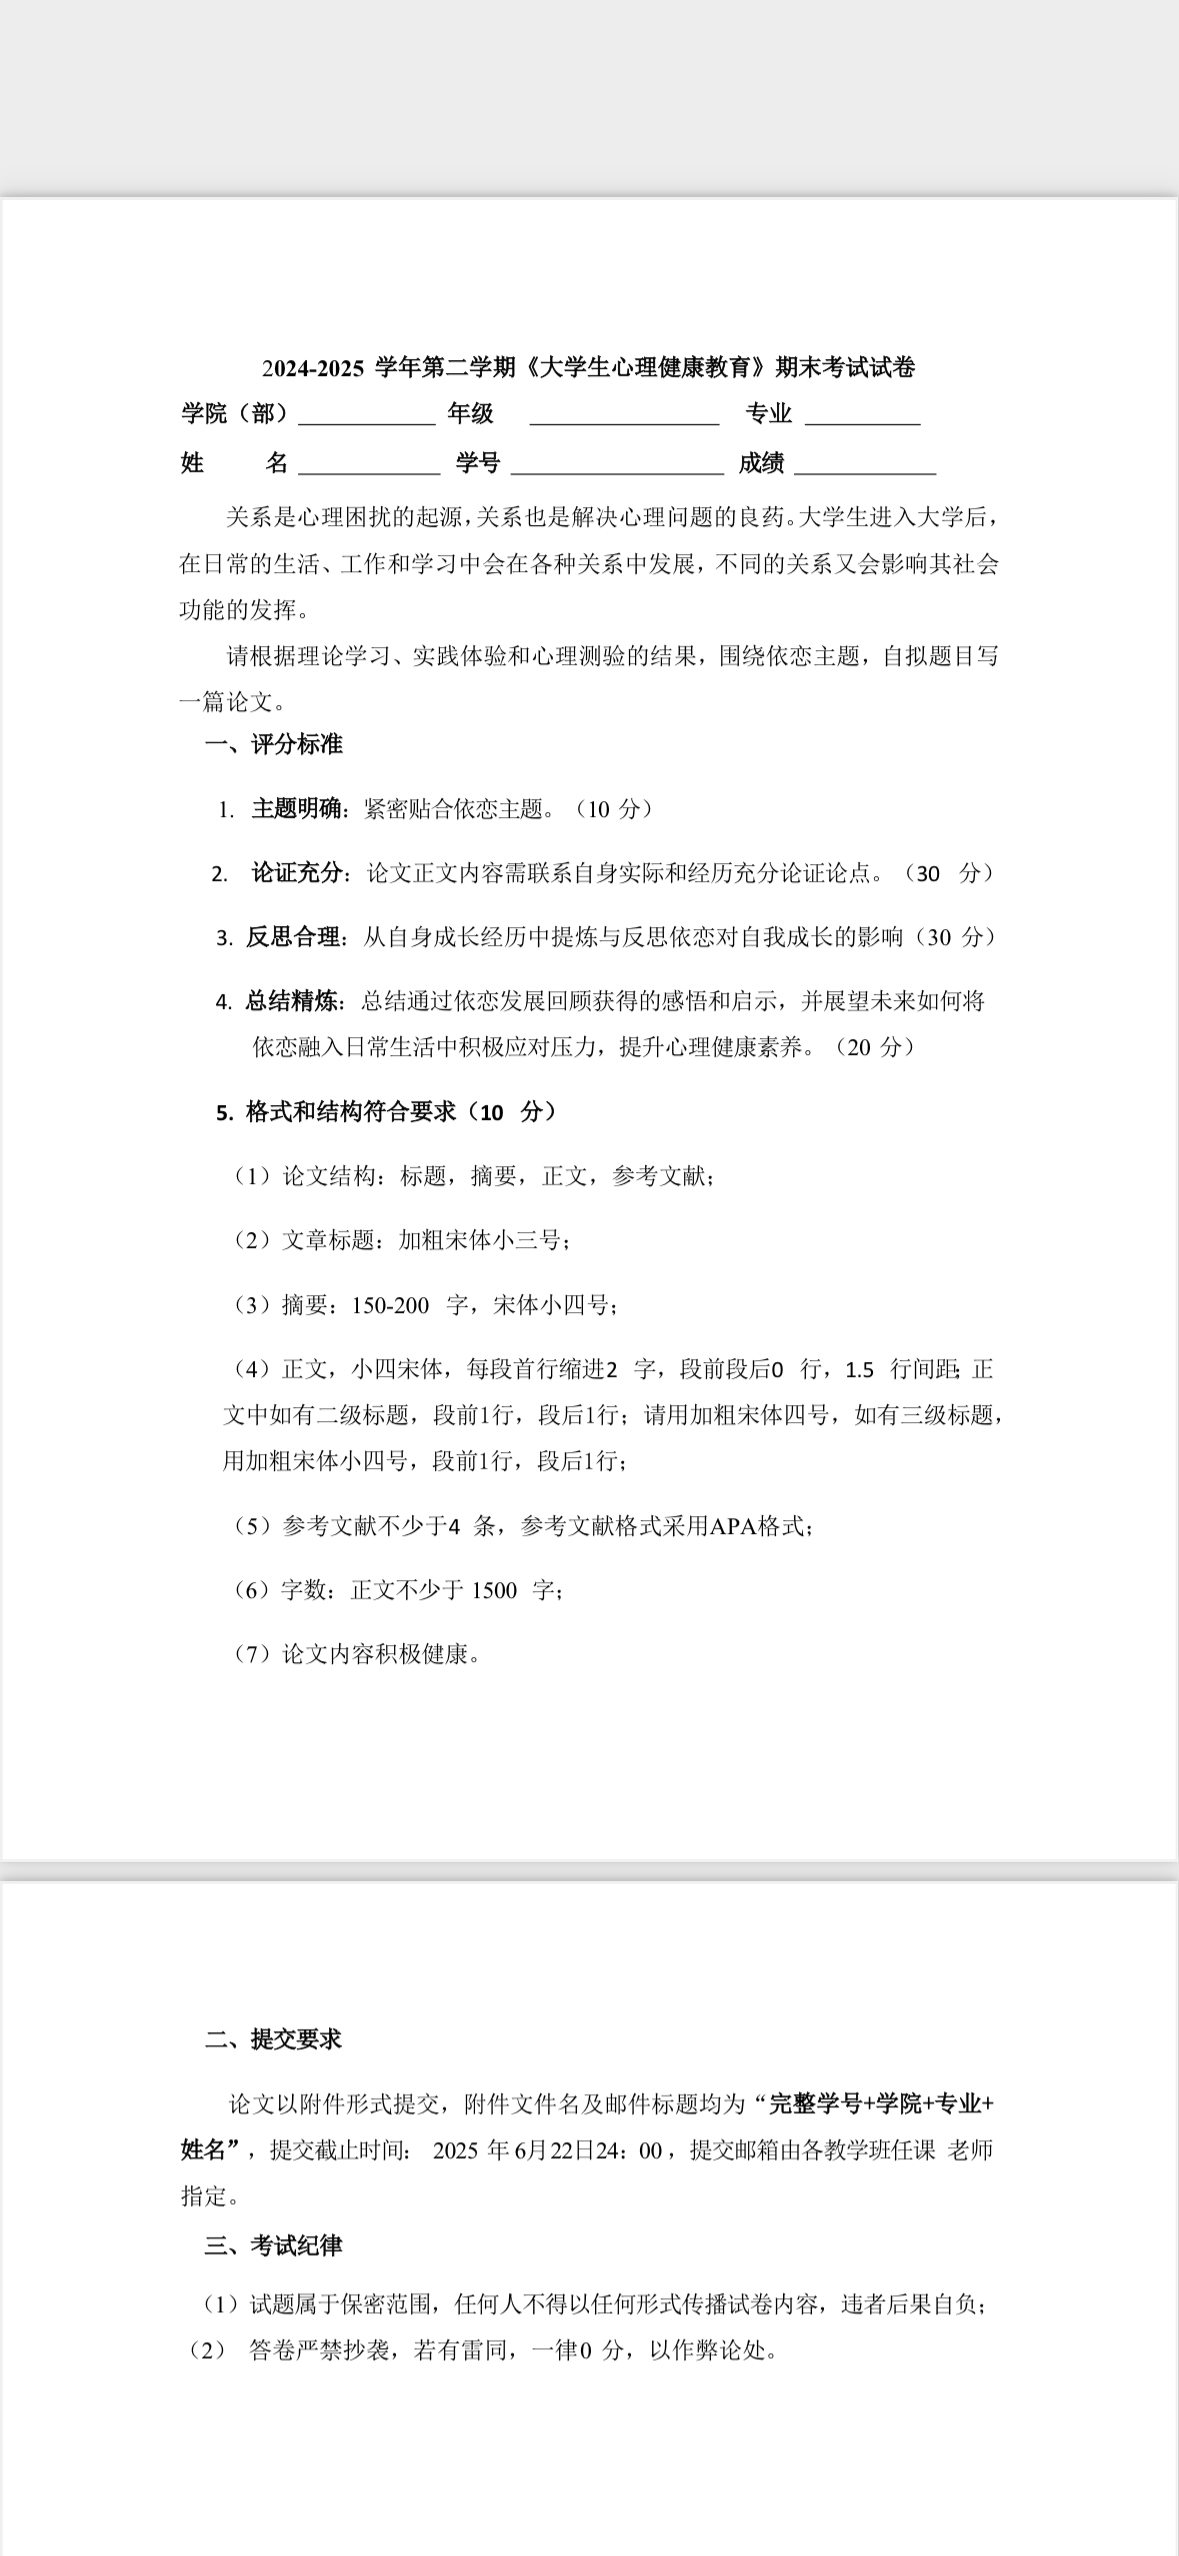 2024-2025 学年第二学期《大学生心理健康教育》期末考试试卷
学院（部）____________ 年级 ________________ 专业 __________
姓 名 ____________ 学号 __________________ 成绩 ____________
关系是心理困扰的起源，关系也是解决心理问题的良药。大学生进入大学后，
在日常的生活、工作和学习中会在各种关系中发展，不同的关系又会影响其社会
功能的发挥。
请根据理论学习、实践体验和心理测验的结果，围绕依恋主题，自拟题目写
一篇论文。
一、评分标准
1. 主题明确：紧密贴合依恋主题。（10 分）
2. 论证充分：论文正文内容需联系自身实际和经历充分论证论点。（30 分）
3. 反思合理：从自身成长经历中提炼与反思依恋对自我成长的影响（30 分）
4. 总结精炼：总结通过依恋发展回顾获得的感悟和启示，并展望未来如何将
依恋融入日常生活中积极应对压力，提升心理健康素养。（20 分）
5. 格式和结构符合要求（10 分）
（1）论文结构：标题，摘要，正文，参考文献；
（2）文章标题：加粗宋体小三号；
（3）摘要：150-200 字，宋体小四号；
（4）正文，小四宋体，每段首行缩进2 字，段前段后0 行，1.5 行间距；正
文中如有二级标题，段前1行，段后1行；请用加粗宋体四号，如有三级标题，
用加粗宋体小四号，段前1行，段后1行；
（5）参考文献不少于4 条，参考文献格式采用APA格式；
（6）字数：正文不少于 1500 字；
（7）论文内容积极健康。
二、提交要求
论文以附件形式提交，附件文件名及邮件标题均为“完整学号+学院+专业+
姓名”，提交截止时间： 2025 年 6月22日24：00，提交邮箱由各教学班任课 老师
指定。
三、考试纪律
（1）试题属于保密范围，任何人不得以任何形式传播试卷内容，违者后果自负；
（2） 答卷严禁抄袭，若有雷同，一律0 分，以作弊论处。